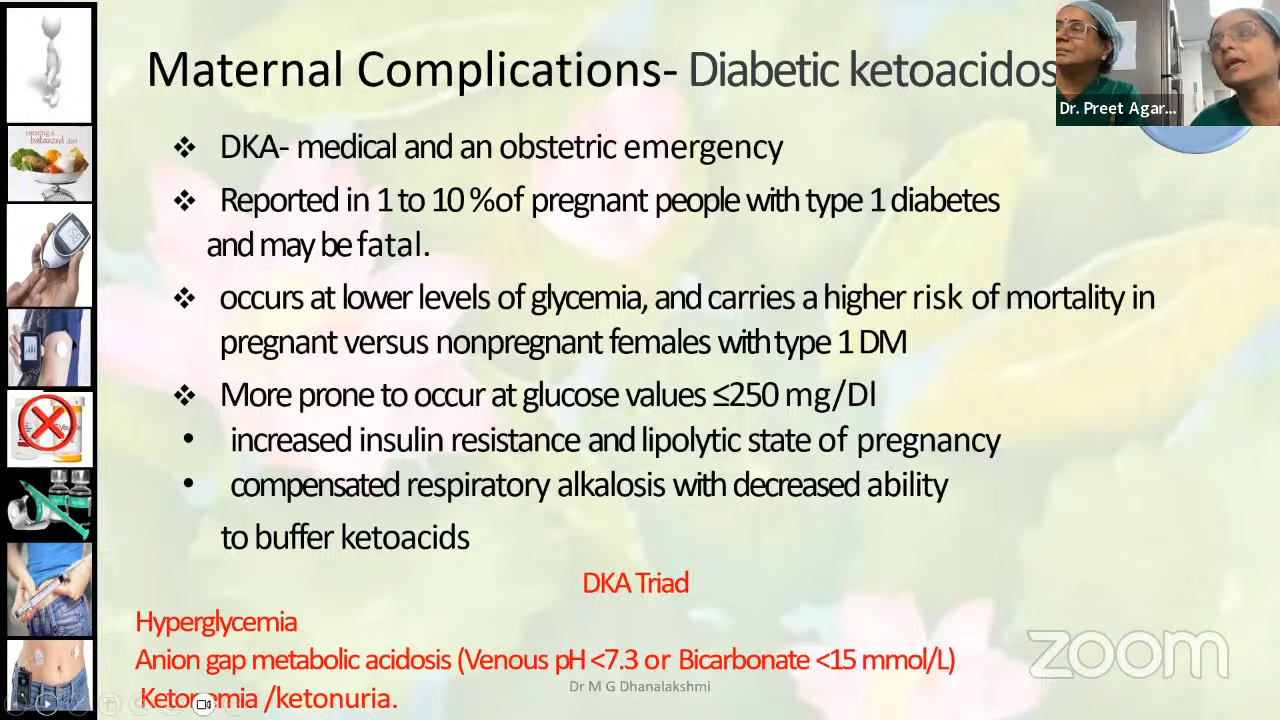 Maternal Complications- Diabetic ketoacidos
Dr. Preet Agar...
creating a
balanced diet
❖ DKA- medical and an obstetric emergency
❖ Reported in 1 to 10 %of pregnant people with type 1 diabetes
and may be fatal.
❖ occurs at lower levels of glycemia, and carries a higher risk of mortality in
pregnant versus nonpregnant females with type 1 DM
❖ More prone to occur at glucose values ≤250 mg/Dl
• increased insulin resistance and lipolytic state of pregnancy
• compensated respiratory alkalosis with decreased ability
to buffer ketoacids
DKA Triad
Hyperglycemia
Anion gap metabolic acidosis (Venous pH <7.3 or Bicarbonate <15 mmol/L)
Ketonemia /ketonuria.
Dr M G Dhanalakshmi
zoom